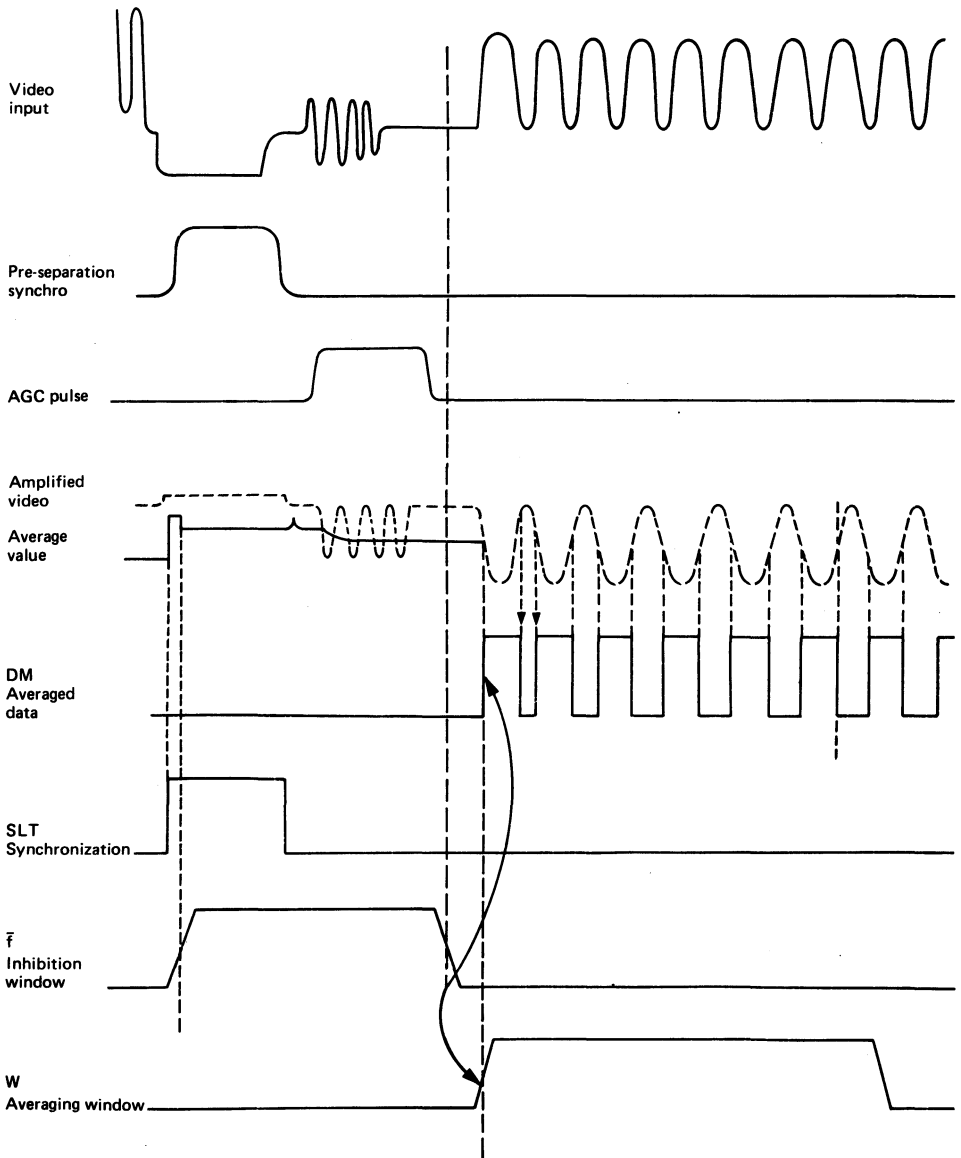 Video
input
Pre-separation
synchro
AGC pulse
Amplified
video
Average
value
DM
Averaged
data
SLT
Synchronization
f̄
Inhibition
window
W
Averaging window